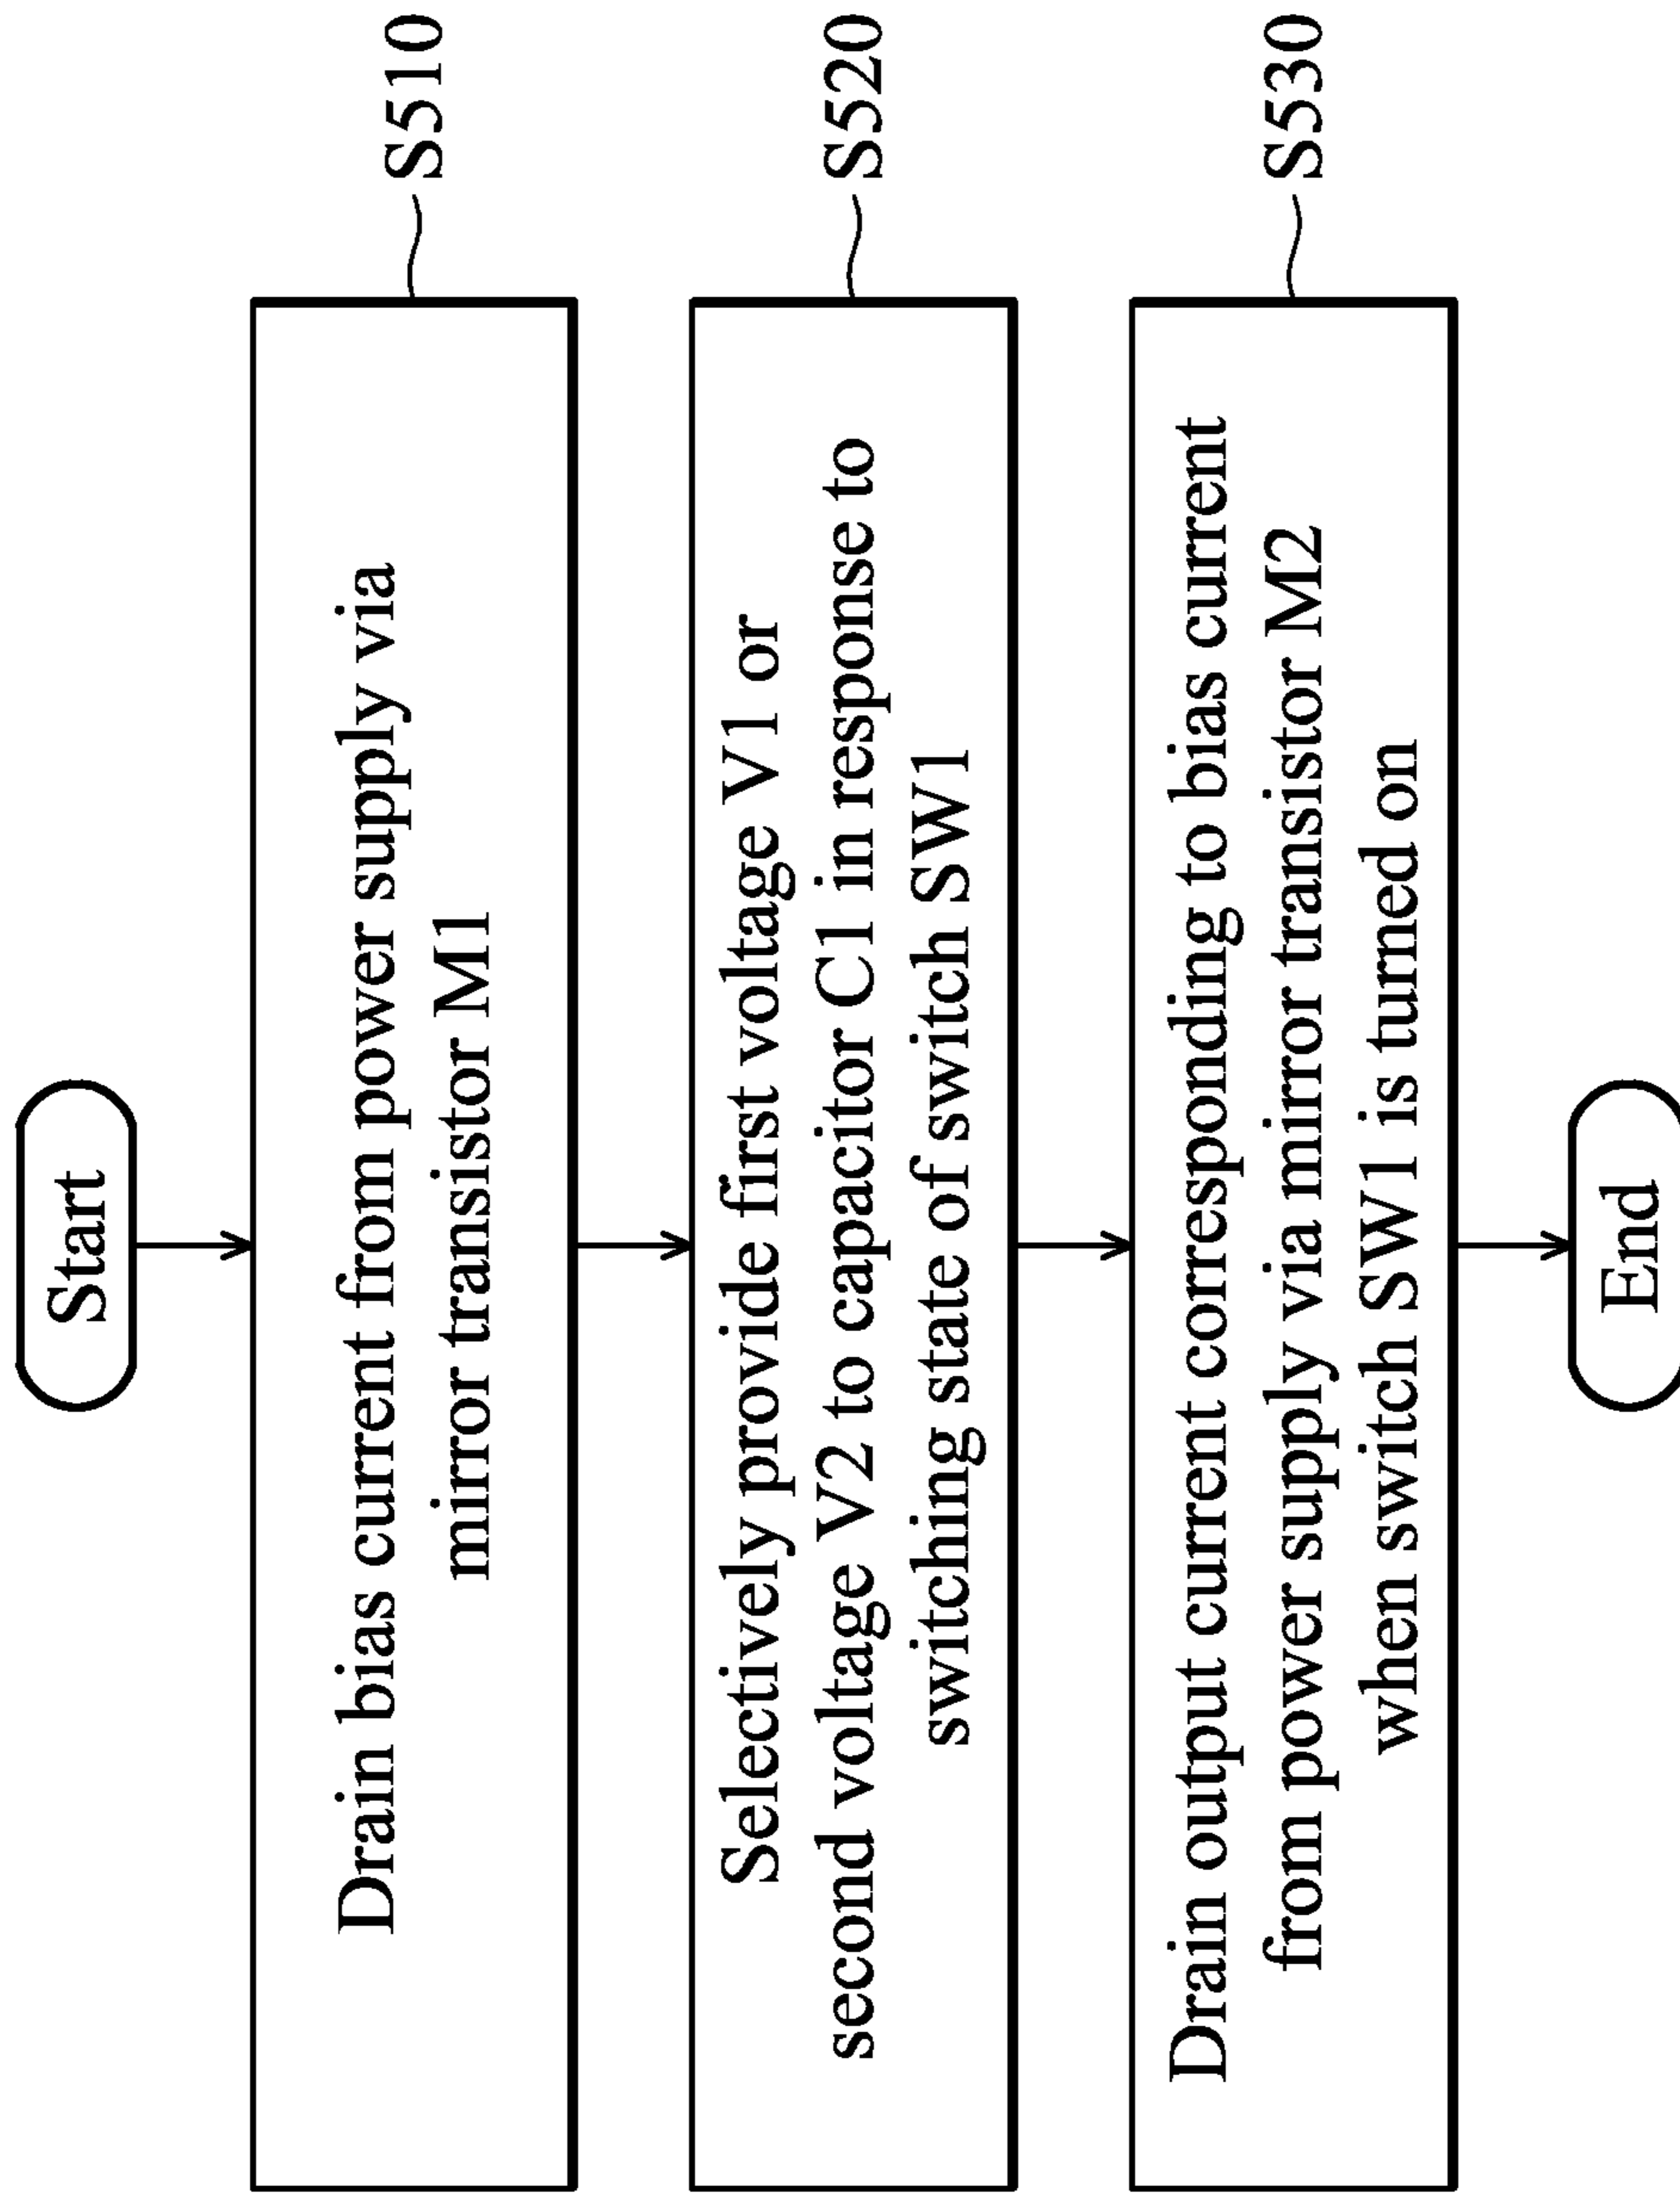 Start
Drain bias current from power supply via
mirror transistor M1
S510
Selectively provide first voltage V1 or
second voltage V2 to capacitor C1 in response to
switching state of switch SW1
S520
Drain output current corresponding to bias current
from power supply via mirror transistor M2
when switch SW1 is turned on
S530
End